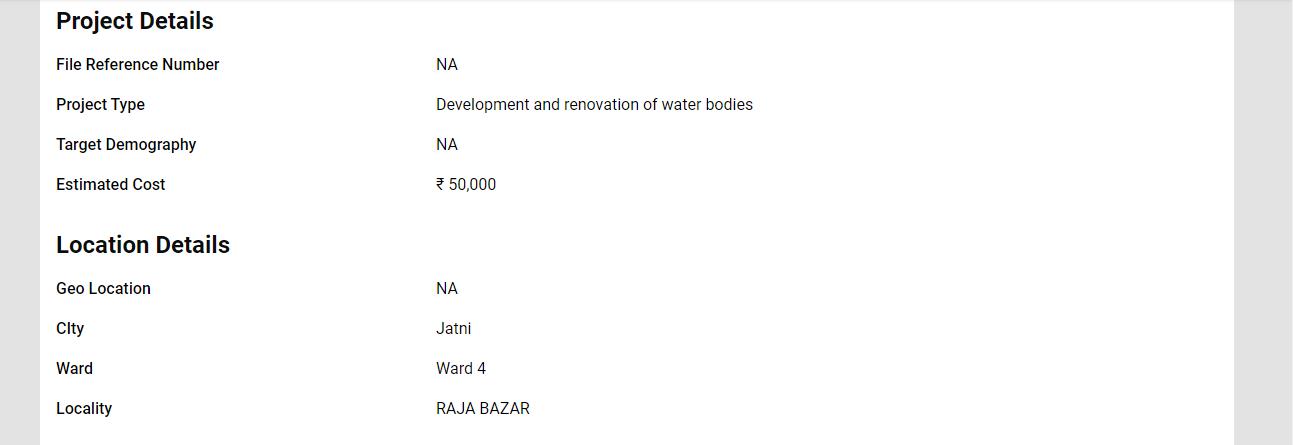 Project Details
File Reference Number NA
Project Type Development and renovation of water bodies
Target Demography NA
Estimated Cost ₹ 50,000
Location Details
Geo Location NA
CIty Jatni
Ward Ward 4
Locality RAJA BAZAR